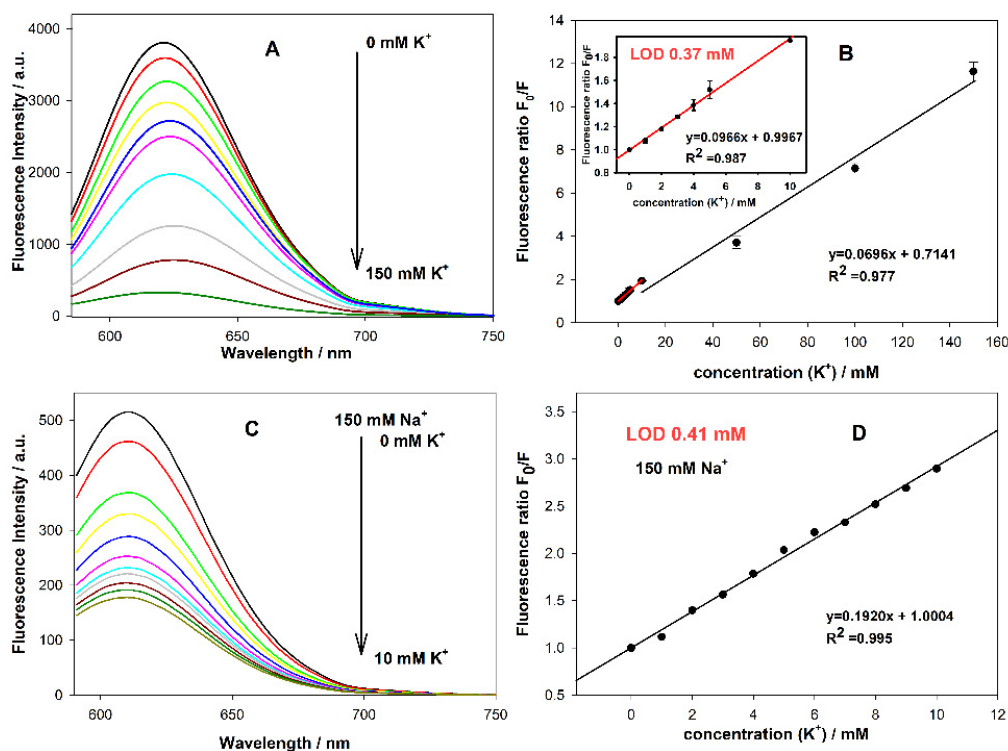 4000
3000
2000
1000
0
Fluorescence Intensity / a.u.
A
0 mM K⁺
150 mM K⁺
600
650
700
750
Wavelength / nm
14
12
10
8
6
4
2
0
Fluorescence ratio F₀/F
B
LOD 0.37 mM
1.8
1.6
1.4
1.2
1.0
Fluorescence ratio F₀/F
y=0.0966x + 0.9967
R² =0.987
0 2 4 6 8 10
concentration (K⁺) / mM
y=0.0696x + 0.7141
R² =0.977
0 20 40 60 80 100 120 140 160
concentration (K⁺) / mM
500
400
300
200
100
0
Fluorescence Intensity / a.u.
C
150 mM Na⁺
0 mM K⁺
10 mM K⁺
600
650
700
750
Wavelength / nm
3.5
3.0
2.5
2.0
1.5
1.0
0.5
Fluorescence ratio F₀/F
LOD 0.41 mM
D
150 mM Na⁺
y=0.1920x + 1.0004
R² =0.995
0 2 4 6 8 10 12
concentration (K⁺) / mM